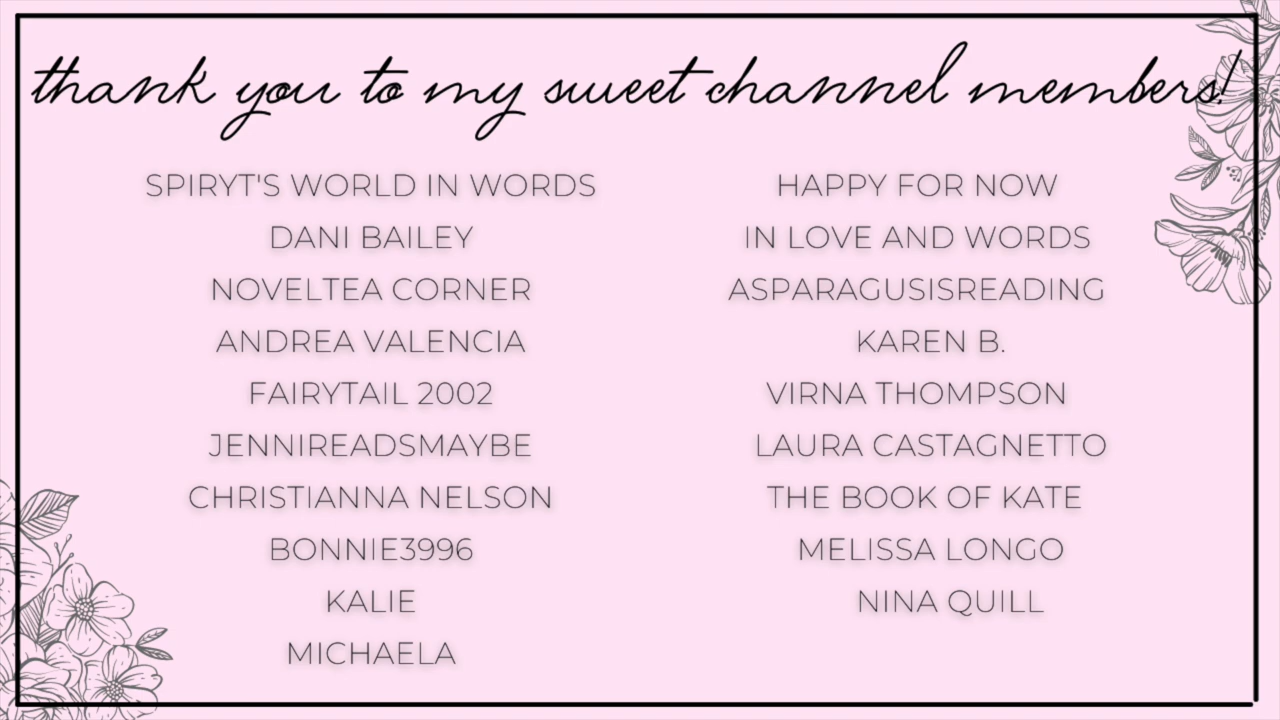 thank you to my sweet channel members!
SPIRYT'S WORLD IN WORDS
DANI BAILEY
NOVELTEA CORNER
ANDREA VALENCIA
FAIRYTAIL 2002
JENNIREADSMAYBE
CHRISTIANNA NELSON
BONNIE3996
KALIE
MICHAELA
HAPPY FOR NOW
IN LOVE AND WORDS
ASPARAGUSISREADING
KAREN B.
VIRNA THOMPSON
LAURA CASTAGNETTO
THE BOOK OF KATE
MELISSA LONGO
NINA QUILL